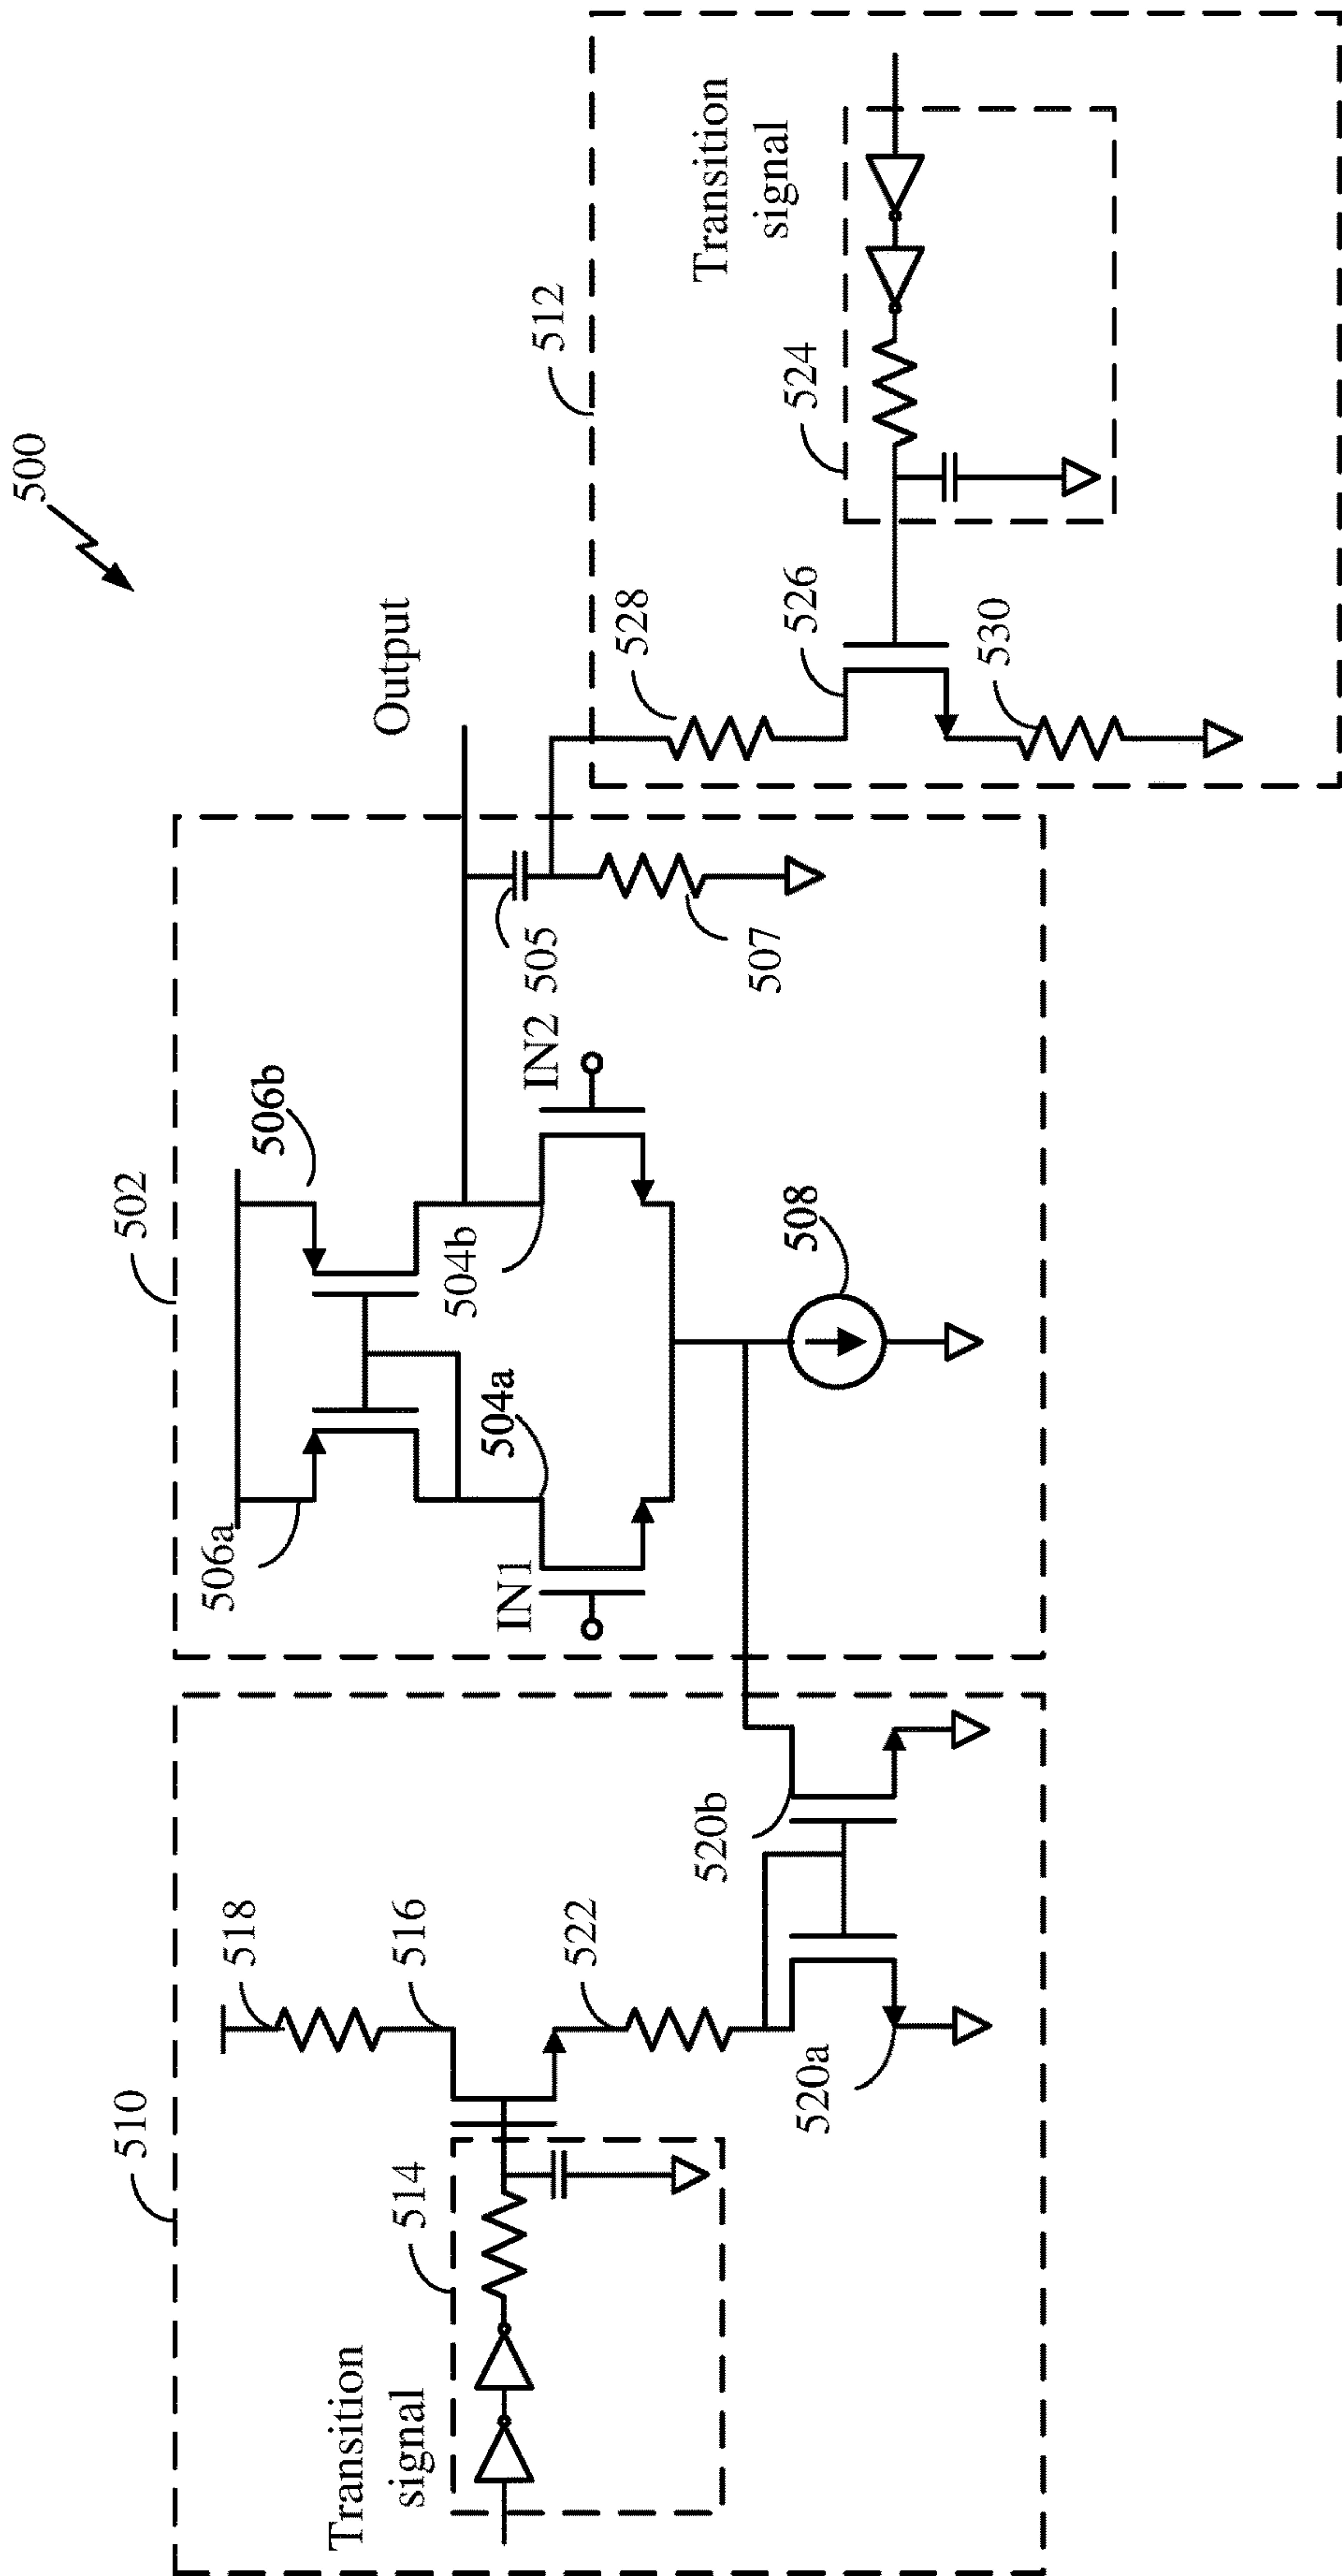 500
510
502
512
Transition
signal
514
518
516
522
520a
520b
506a
506b
504a
504b
IN1
IN2
505
507
508
Output
528
526
530
524
Transition
signal